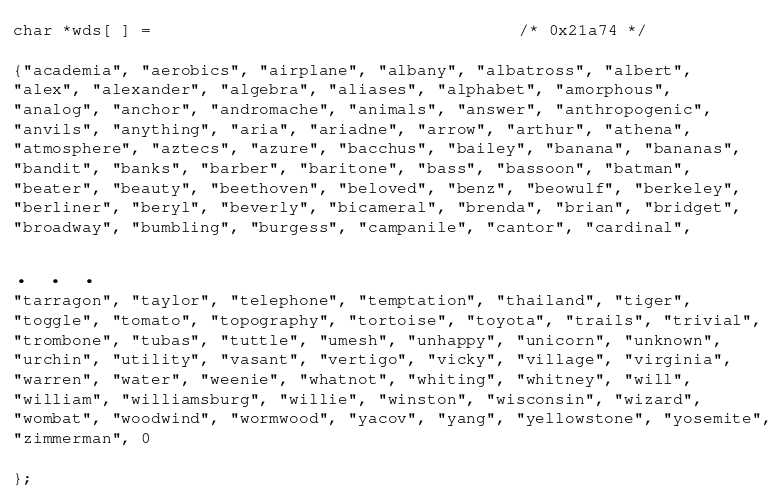 char *wds[ ] = /* 0x21a74 */
{"academia", "aerobics", "airplane", "albany", "albatross", "albert",
"alex", "alexander", "algebra", "aliases", "alphabet", "amorphous",
"analog", "anchor", "andromache", "animals", "answer", "anthropogenic",
"anvils", "anything", "aria", "ariadne", "arrow", "arthur", "athena",
"atmosphere", "aztecs", "azure", "bacchus", "bailey", "banana", "bananas",
"bandit", "banks", "barber", "baritone", "bass", "bassoon", "batman",
"beater", "beauty", "beethoven", "beloved", "benz", "beowulf", "berkeley",
"berliner", "beryl", "beverly", "bicameral", "brenda", "brian", "bridget",
"broadway", "bumbling", "burgess", "campanile", "cantor", "cardinal",
. . .
"tarragon", "taylor", "telephone", "temptation", "thailand", "tiger",
"toggle", "tomato", "topography", "tortoise", "toyota", "trails", "trivial",
"trombone", "tubas", "tuttle", "umesh", "unhappy", "unicorn", "unknown",
"urchin", "utility", "vasant", "vertigo", "vicky", "village", "virginia",
"warren", "water", "weenie", "whatnot", "whiting", "whitney", "will",
"william", "williamsburg", "willie", "winston", "wisconsin", "wizard",
"wombat", "woodwind", "wormwood", "yacov", "yang", "yellowstone", "yosemite",
"zimmerman", 0
};